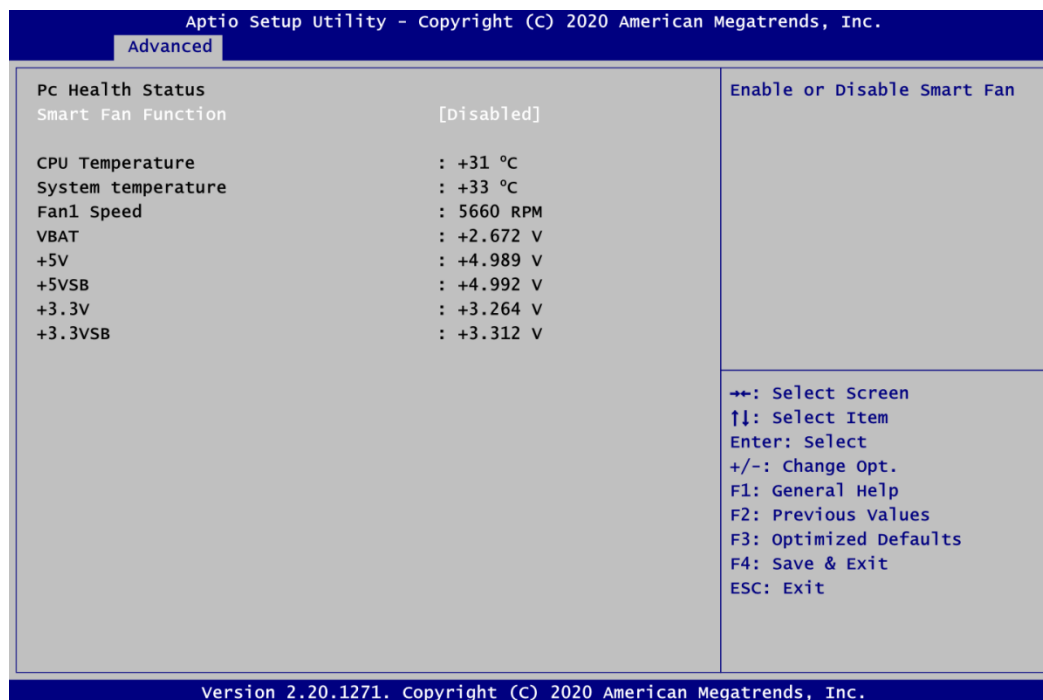 Aptio Setup Utility - Copyright (C) 2020 American Megatrends, Inc.
Advanced
Pc Health Status
Smart Fan Function [Disabled]
CPU Temperature : +31 ºC
System temperature : +33 ºC
Fan1 Speed : 5660 RPM
VBAT : +2.672 V
+5V : +4.989 V
+5VSB : +4.992 V
+3.3V : +3.264 V
+3.3VSB : +3.312 V
Enable or Disable Smart Fan
→←: Select Screen
↑↓: Select Item
Enter: Select
+/-: Change Opt.
F1: General Help
F2: Previous Values
F3: Optimized Defaults
F4: Save & Exit
ESC: Exit
Version 2.20.1271. Copyright (C) 2020 American Megatrends, Inc.